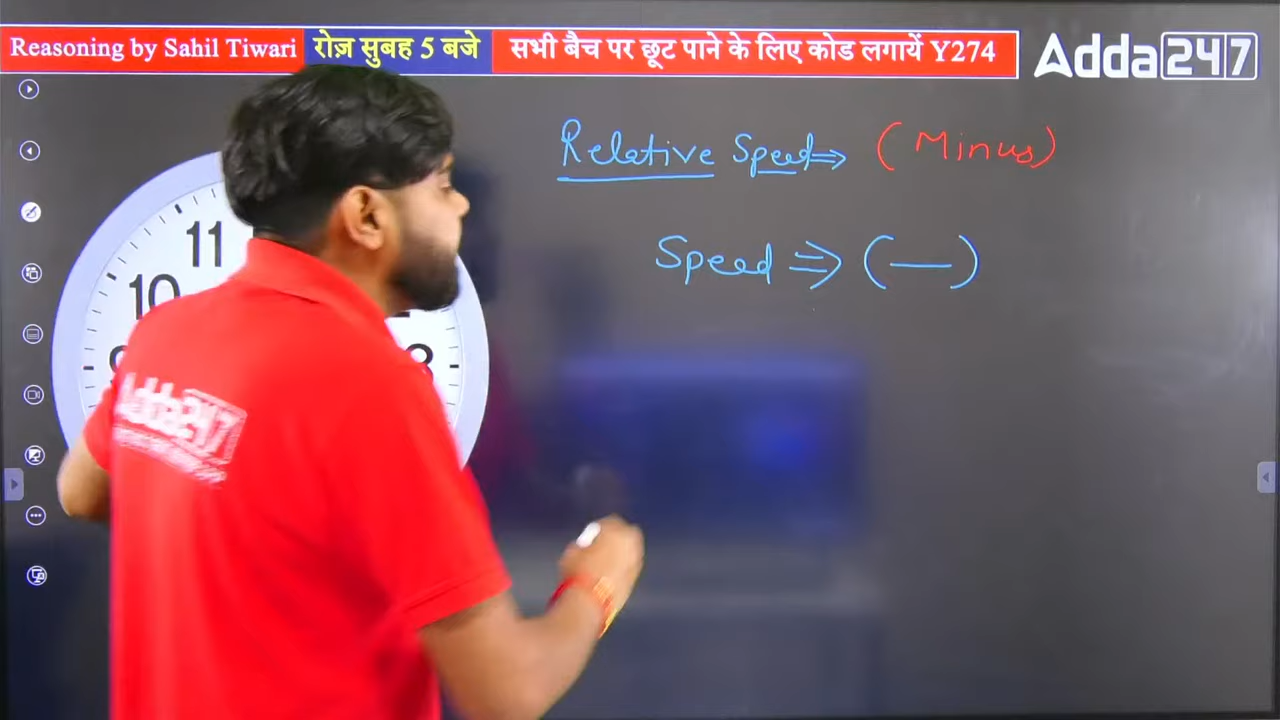 Reasoning by Sahil Tiwari रोज़ सुबह 5 बजे सभी बैच पर छूट पाने के लिए कोड लगायें Y274 Adda247
Relative Speed ⇒ (Minus)
Speed ⇒ (—)
11
10
Adda247